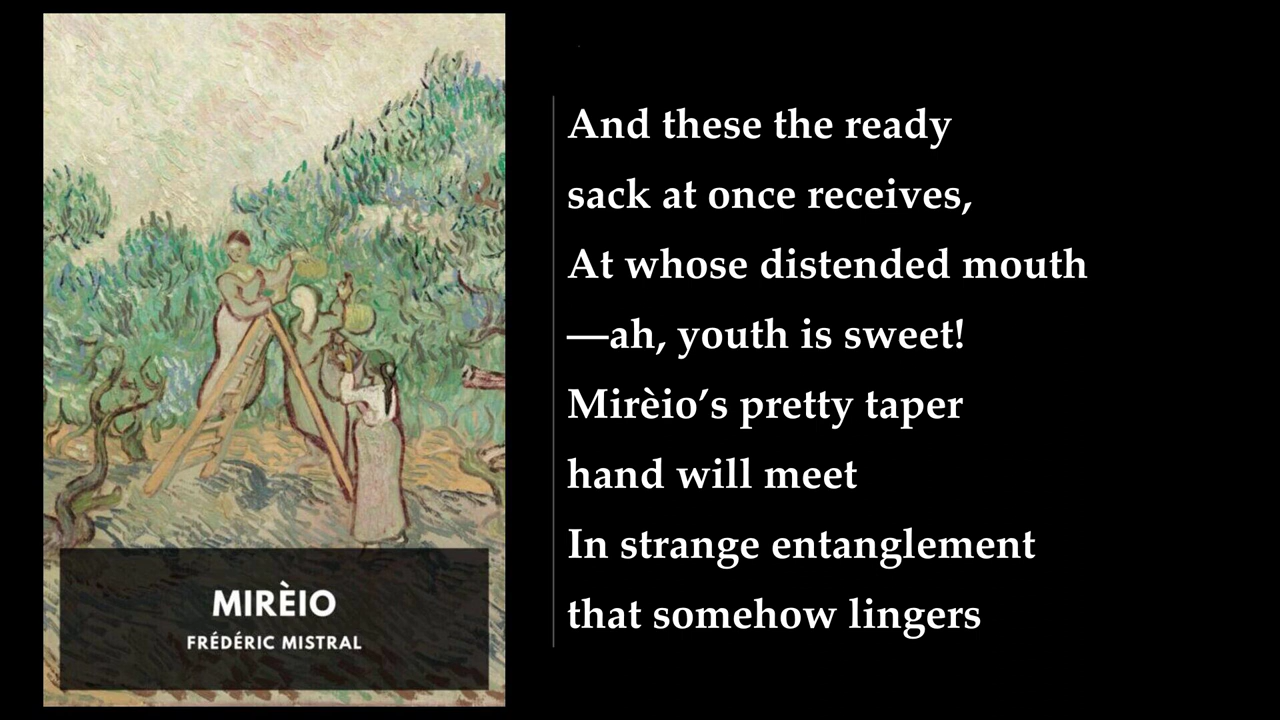 MIRÈIO
FRÉDÉRIC MISTRAL
And these the ready
sack at once receives,
At whose distended mouth
—ah, youth is sweet!
Mirèio’s pretty taper
hand will meet
In strange entanglement
that somehow lingers